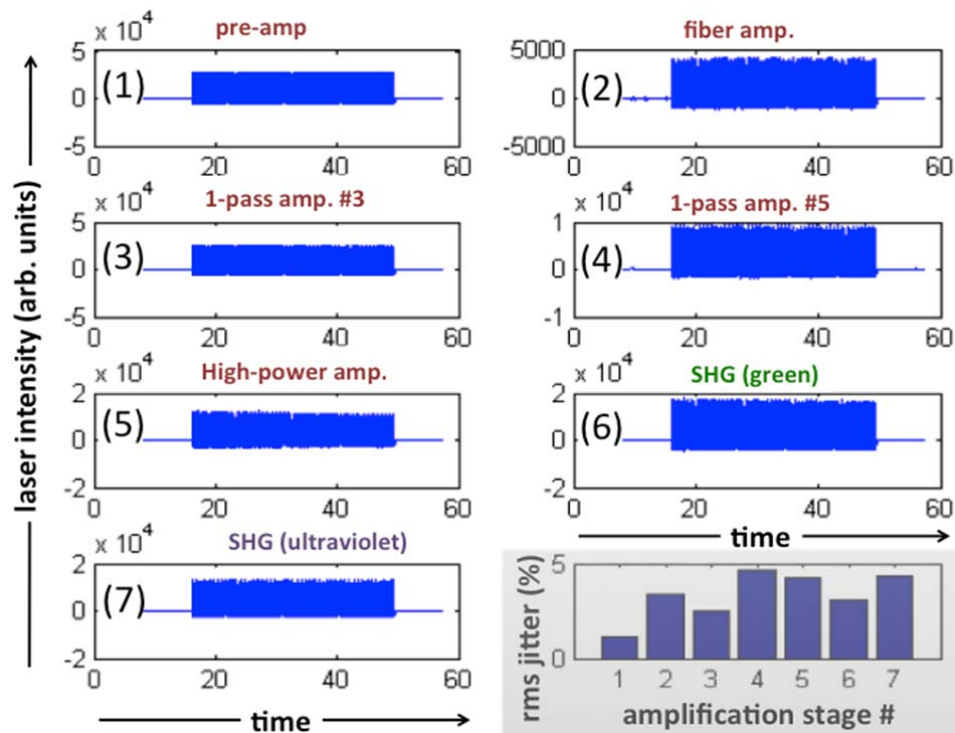 laser intensity (arb. units)
pre-amp
x 10^4
(1)
5
0
-5
0 20 40 60
fiber amp.
(2)
5000
0
-5000
0 20 40 60
1-pass amp. #3
x 10^4
(3)
5
0
-5
0 20 40 60
1-pass amp. #5
x 10^4
(4)
1
0
-1
0 20 40 60
High-power amp.
x 10^4
(5)
2
0
-2
0 20 40 60
SHG (green)
x 10^4
(6)
2
0
-2
0 20 40 60
time
SHG (ultraviolet)
x 10^4
(7)
2
0
-2
0 20 40 60
time
rms jitter (%)
5
0
1 2 3 4 5 6 7
amplification stage #